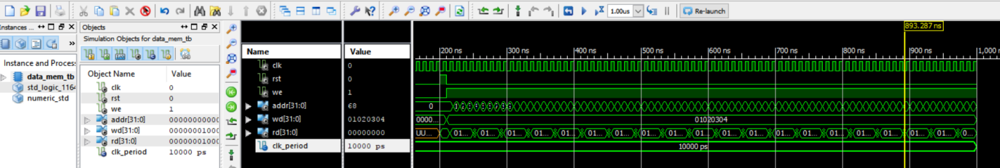 1.00us
Re-launch
Instances ...
»
Instance and Process
data_mem_tb
std_logic_1164
numeric_std
Objects
Simulation Objects for data_mem_tb
Object Name Value
clk 0
rst 0
we 1
addr[31:0] 00000000000
wd[31:0] 00000001000
rd[31:0] 00000001000
clk_period 10000 ps
Name Value
clk 0
rst 0
we 1
addr[31:0] 68
wd[31:0] 01020304
rd[31:0] 00000000
clk_period 10000 ps
893.287 ns
200 ns 300 ns 400 ns 500 ns 600 ns 700 ns 800 ns 900 ns 1,000 n
0
0000... 01020304
UU... 01... 01... 01... 01... 01... 01... 01... 01... 01... 01... 01... 01... 01... 01... 01...
10000 ps